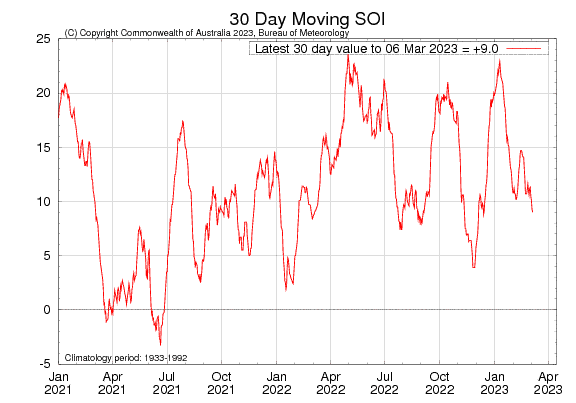 30 Day Moving SOI
(C) Copyright Commonwealth of Australia 2023, Bureau of Meteorology
Latest 30 day value to 06 Mar 2023 = +9.0
25
20
15
10
5
0
-5
Climatology period: 1933-1992
Jan Apr Jul Oct Jan Apr Jul Oct Jan Apr
2021 2021 2021 2021 2022 2022 2022 2022 2023 2023